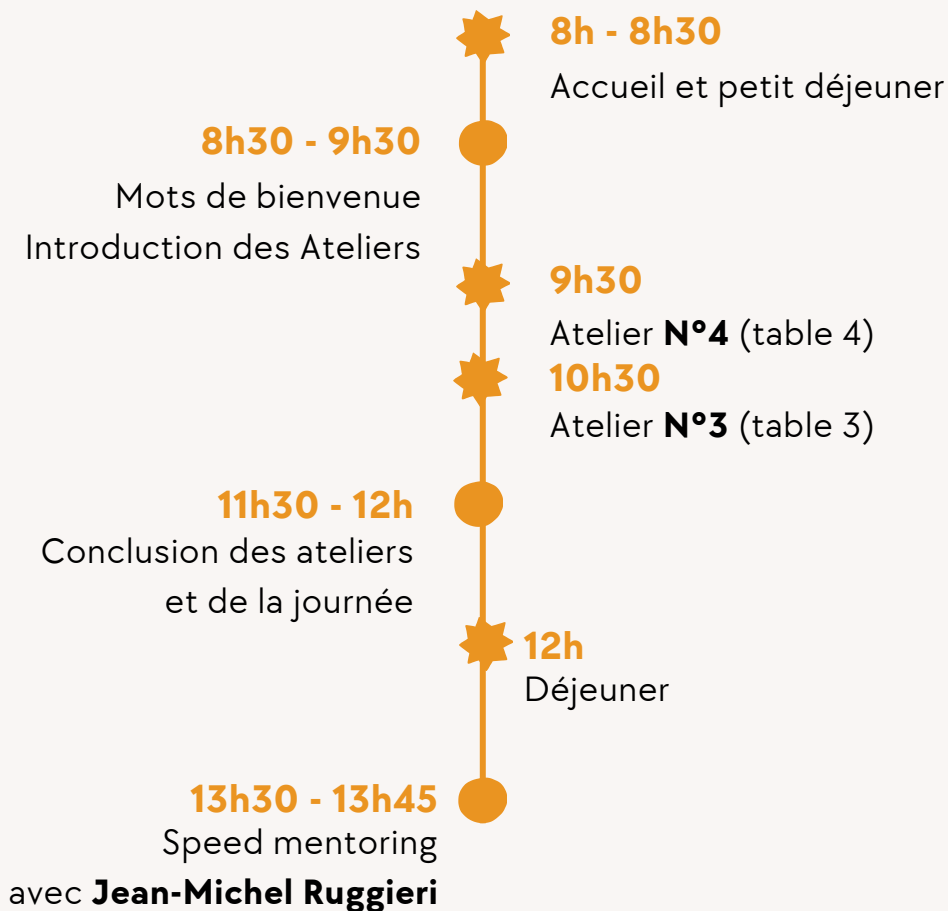 8h - 8h30
Accueil et petit déjeuner
8h30 - 9h30
Mots de bienvenue
Introduction des Ateliers
9h30
Atelier N°4 (table 4)
10h30
Atelier N°3 (table 3)
11h30 - 12h
Conclusion des ateliers
et de la journée
12h
Déjeuner
13h30 - 13h45
Speed mentoring
avec Jean-Michel Ruggieri